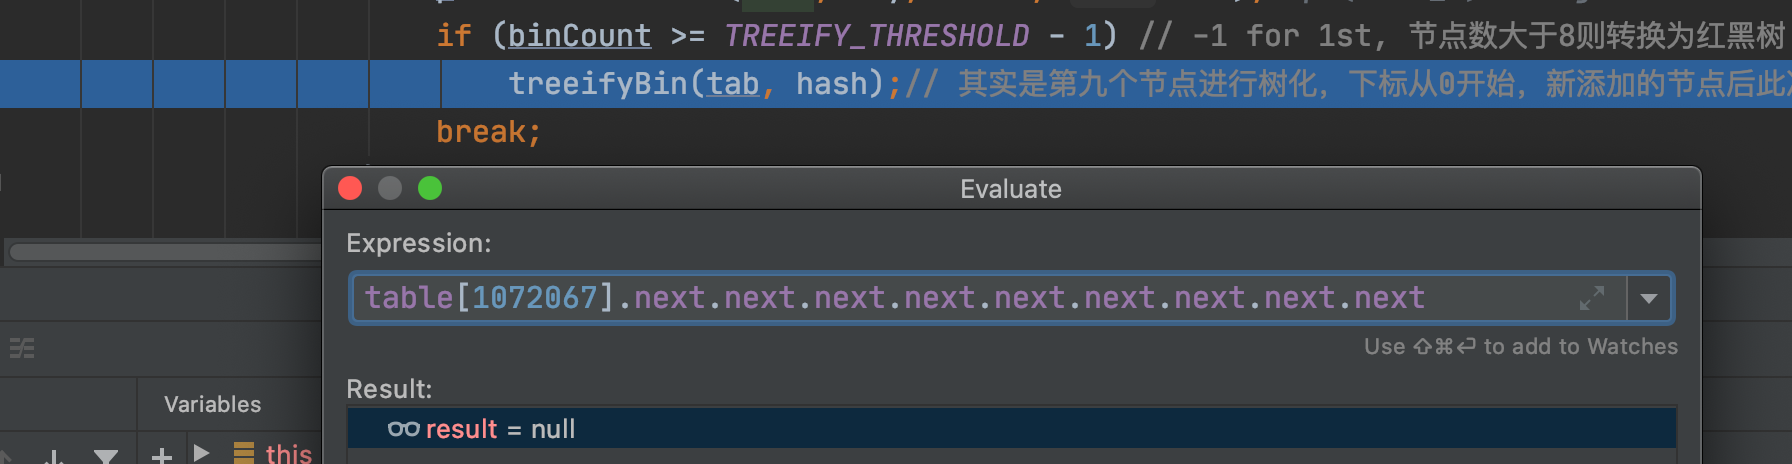 if (binCount >= TREEIFY_THRESHOLD - 1) // -1 for 1st, 节点数大于8则转换为红黑树
treeifyBin(tab, hash);// 其实是第九个节点进行树化, 下标从0开始, 新添加的节点后此
break;
Evaluate
Expression:
table[1072067].next.next.next.next.next.next.next.next.next
Use ⇧⌘⏎ to add to Watches
Result:
Variables
result = null
this